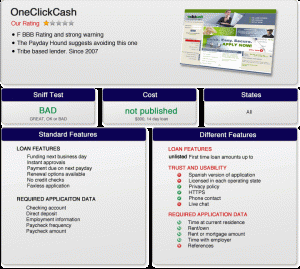 OneClickCash
Our Rating
F BBB Rating and strong warning
The Payday Hound suggests avoiding this one
Tribe based lender. Since 2007
Sniff Test
BAD
GREAT, OK or BAD
Cost
not published
14 day loan
States
All
Standard Features
LOAN FEATURES
Funding next business day
Instant approvals
Payment due on next payday
Renewal options available
No credit checks
Faxless application
REQUIRED APPLICATION DATA
Checking account
Direct deposit
Employment information
Paycheck frequency
Paycheck amount
Different Features
LOAN FEATURES
unlisted First time loan amounts up to
TRUST AND USABILITY
Spanish version of application
Licensed in each operating state
Privacy policy
HTTPS
Phone contact
Live chat
REQUIRED APPLICATION DATA
Time at current residence
Rent/own
Rent or mortgage amount
Time with employer
References